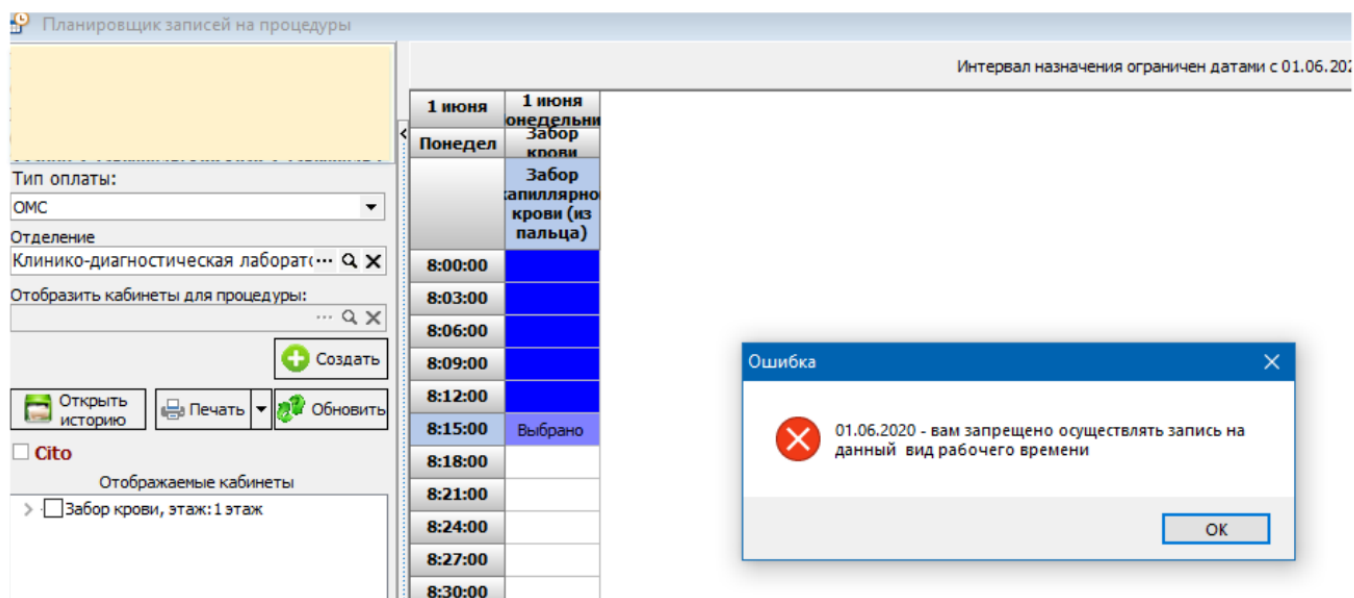 Планировщик записей на процедуры
Интервал назначения ограничен датами с 01.06.202
Тип оплаты:
ОМС
Отделение
Клинико-диагностическая лаборат
Отобразить кабинеты для процедуры:
Создать
Открыть
историю
Печать
Обновить
Cito
Отображаемые кабинеты
Забор крови, этаж:1 этаж
1 июня
1 июня
онедельни
Понедел
Забор
крови
Забор
апиллярно
крови (из
пальца)
8:00:00
8:03:00
8:06:00
8:09:00
8:12:00
8:15:00
Выбрано
8:18:00
8:21:00
8:24:00
8:27:00
8:30:00
Ошибка
01.06.2020 - вам запрещено осуществлять запись на
данный вид рабочего времени
OK